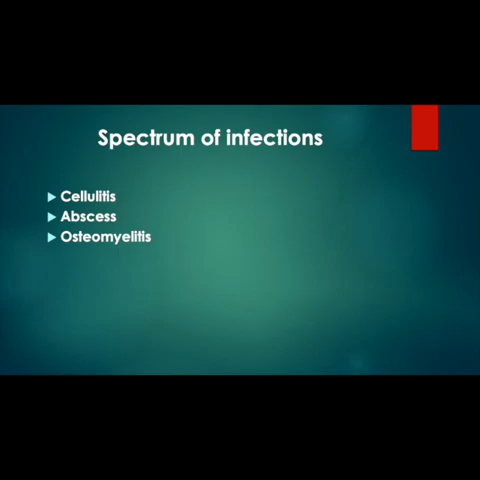 Spectrum of infections
Cellulitis
Abscess
Osteomyelitis